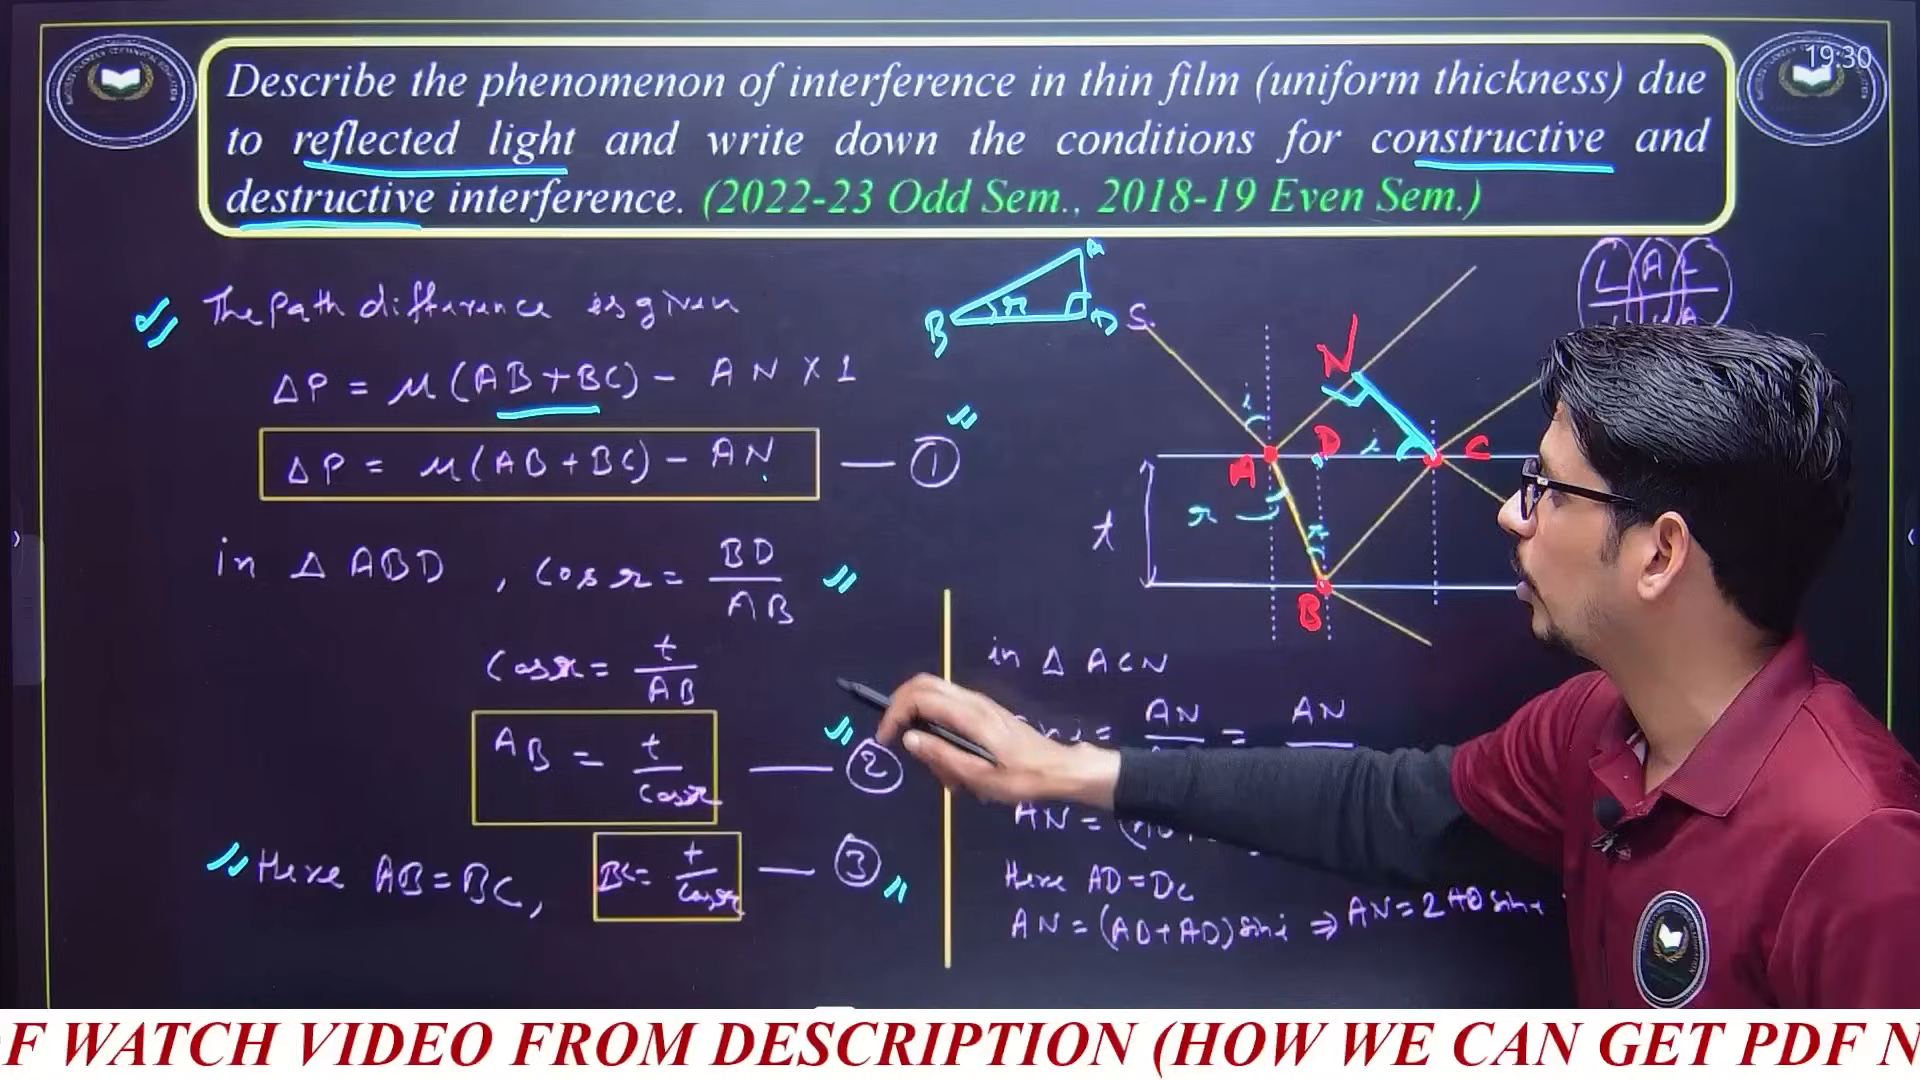 19:30
Describe the phenomenon of interference in thin film (uniform thickness) due
to reflected light and write down the conditions for constructive and
destructive interference. (2022-23 Odd Sem., 2018-19 Even Sem.)
The path difference is given
ΔP = μ(AB+BC) - AN × 1
ΔP = μ(AB+BC) - AN — ①
in Δ ABD , Cos r = BD/AB
Cos r = t/AB
AB = t/Cos r — ②
Here AB=BC, BC = t/Cos r — ③
A
B r D
S
N
i
A D i C
r r
t
B
in Δ ACN
AN = AN
AN =
Here AD=DC
AN = (AD+AD) Sin i ⇒ AN = 2AD Sin i
F WATCH VIDEO FROM DESCRIPTION (HOW WE CAN GET PDF N